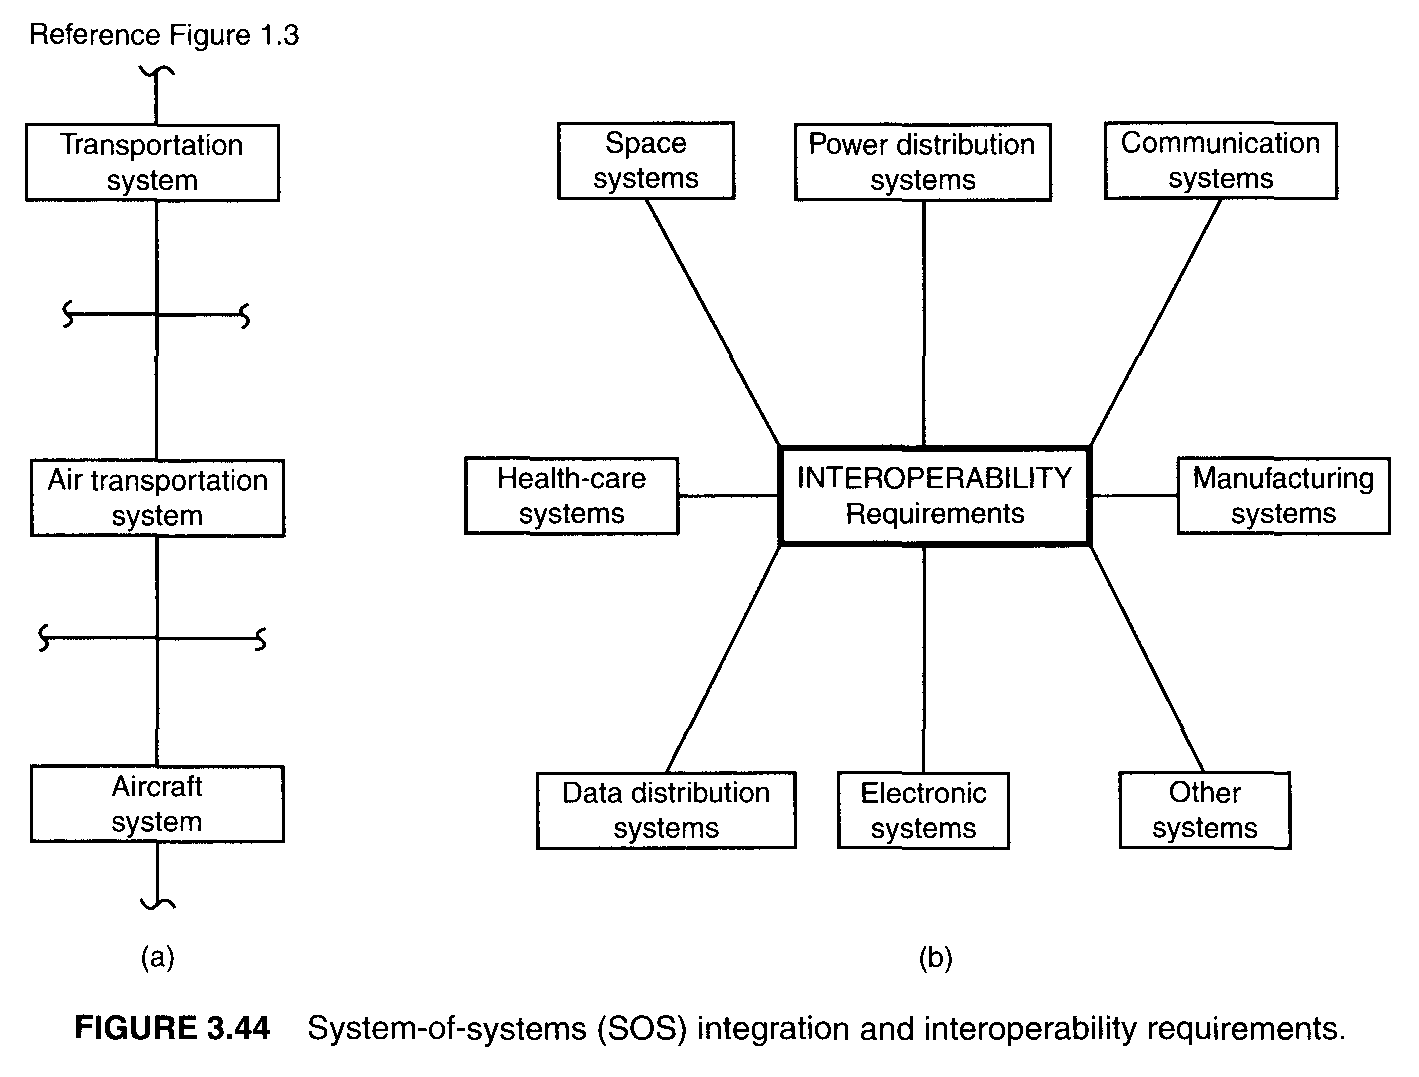 Reference Figure 1.3
Transportation
system
Air transportation
system
Aircraft
system
(a)
Space
systems
Power distribution
systems
Communication
systems
Health-care
systems
INTEROPERABILITY
Requirements
Manufacturing
systems
Data distribution
systems
Electronic
systems
Other
systems
(b)
FIGURE 3.44 System-of-systems (SOS) integration and interoperability requirements.